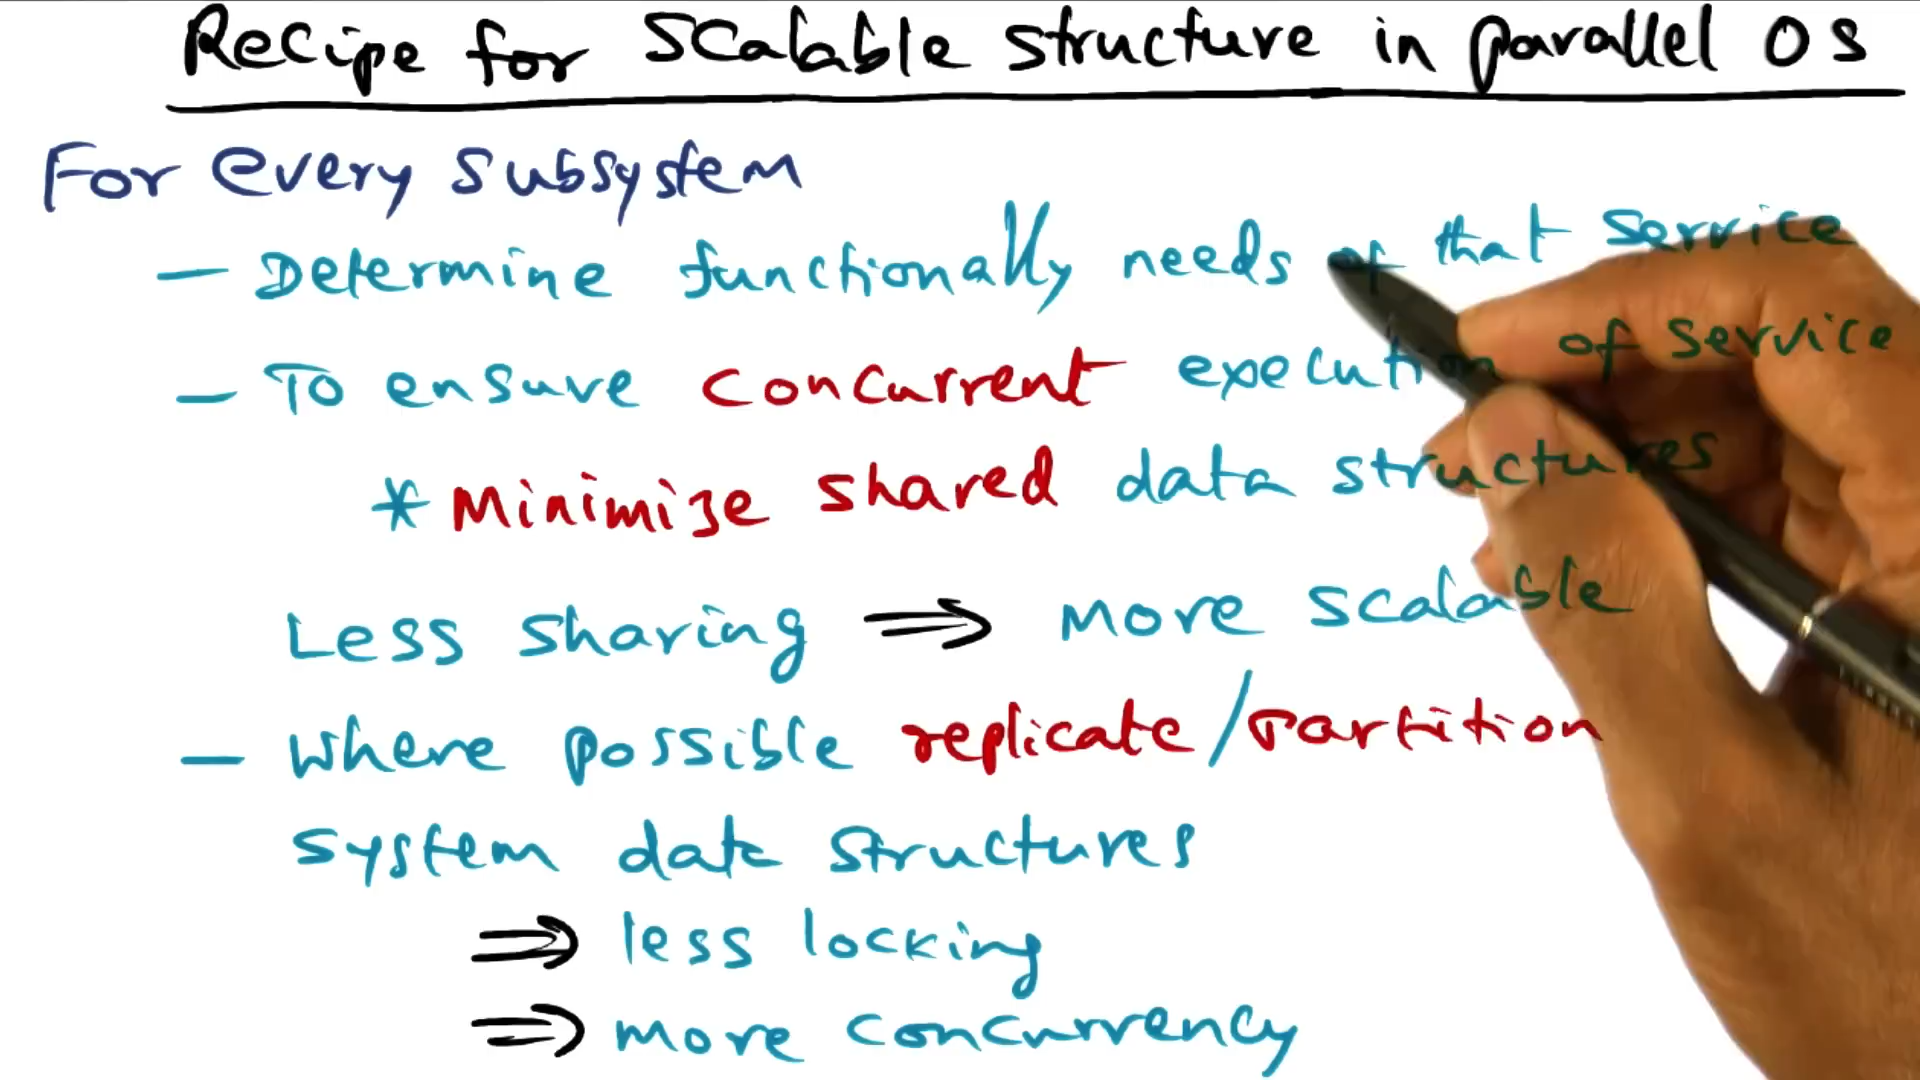 Recipe for scalable structure in parallel OS
For every subsystem
- Determine functionally needs of that service
- To ensure concurrent execution of service
* Minimize shared data structures
Less sharing ⇒ More scalable
- Where possible replicate/partition
system data structures
⇒ less locking
⇒ more concurrency